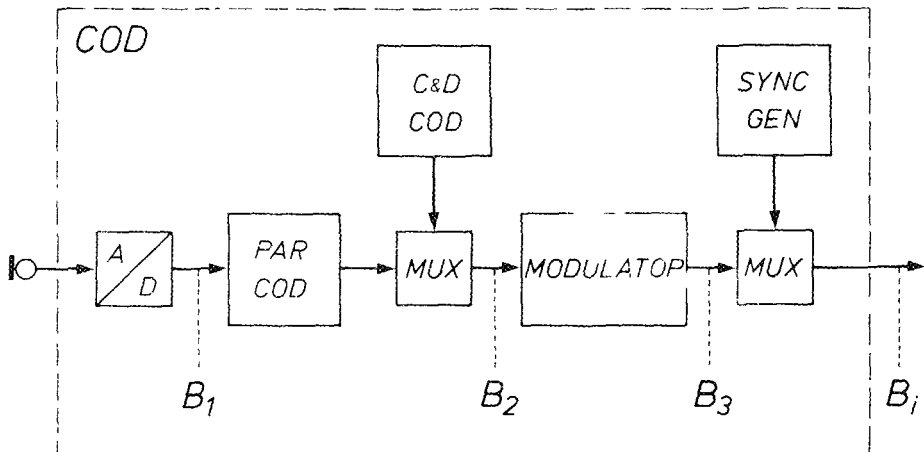 COD
C&D
COD
SYNC
GEN
A
D
PAR
COD
MUX
MODULATOP
MUX
B1
B2
B3
Bi